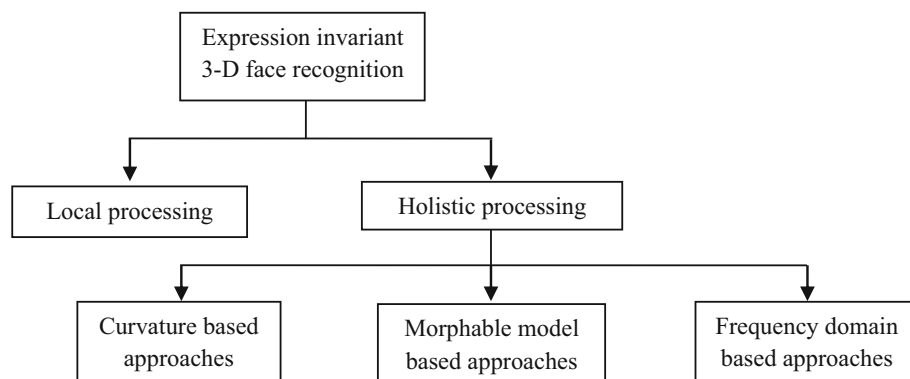 Expression invariant
3-D face recognition
Local processing
Holistic processing
Curvature based
approaches
Morphable model
based approaches
Frequency domain
based approaches